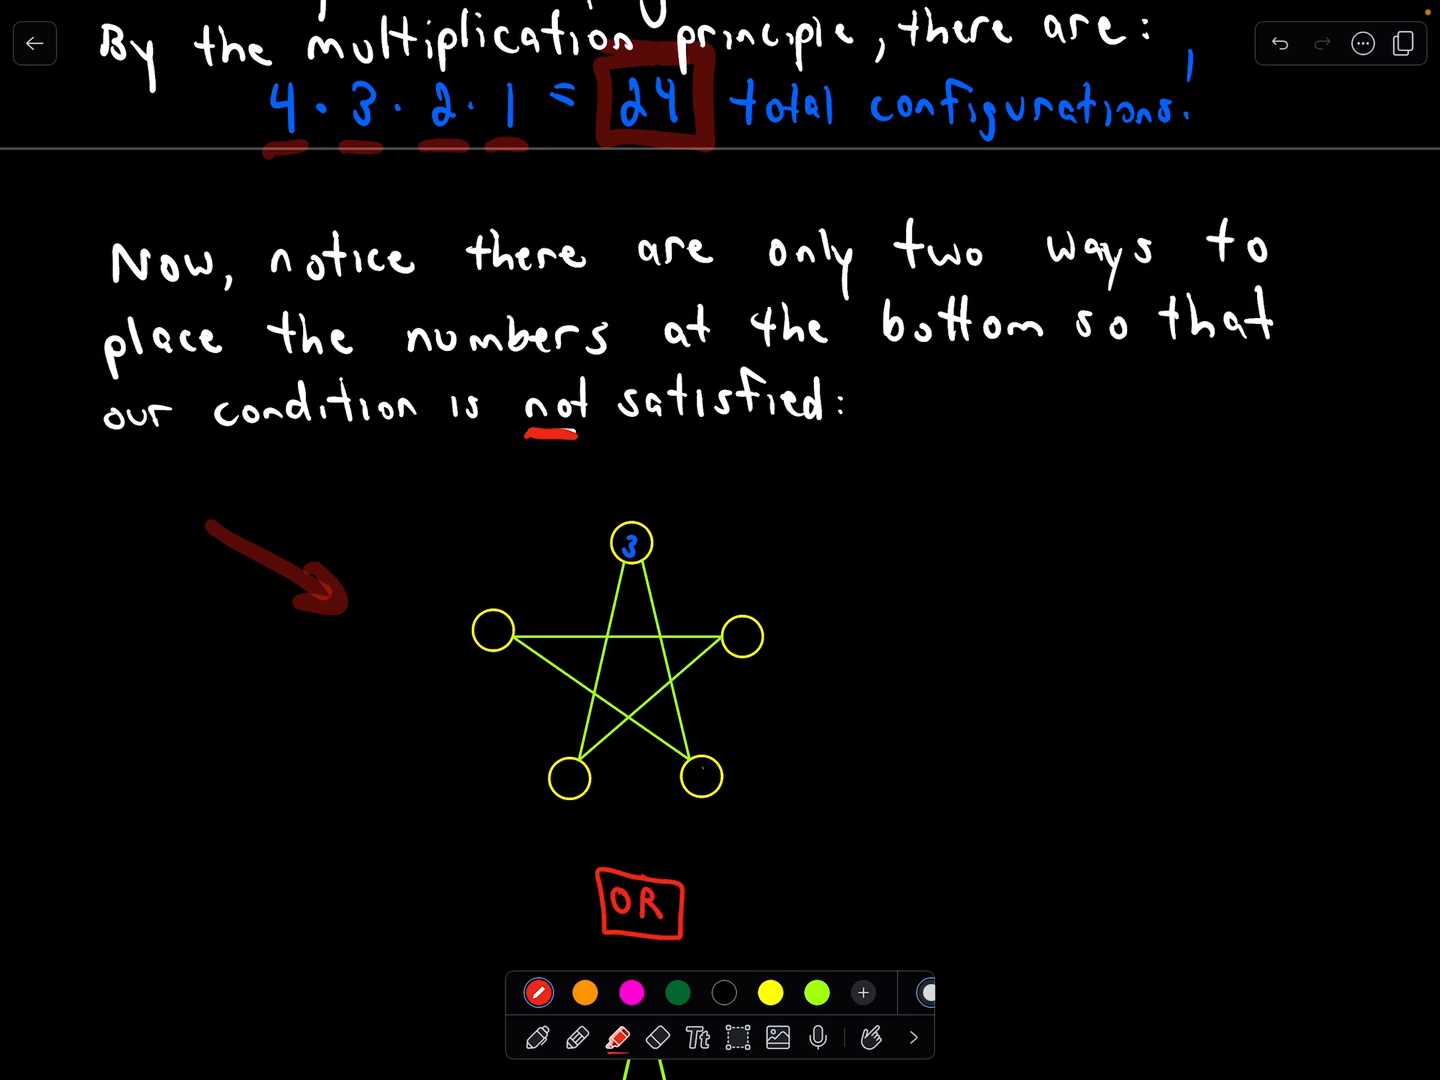 By the multiplication principle, there are:
4 · 3 · 2 · 1 = 24 total configurations!
Now, notice there are only two ways to
place the numbers at the bottom so that
our condition is not satisfied:
3
OR
Tt